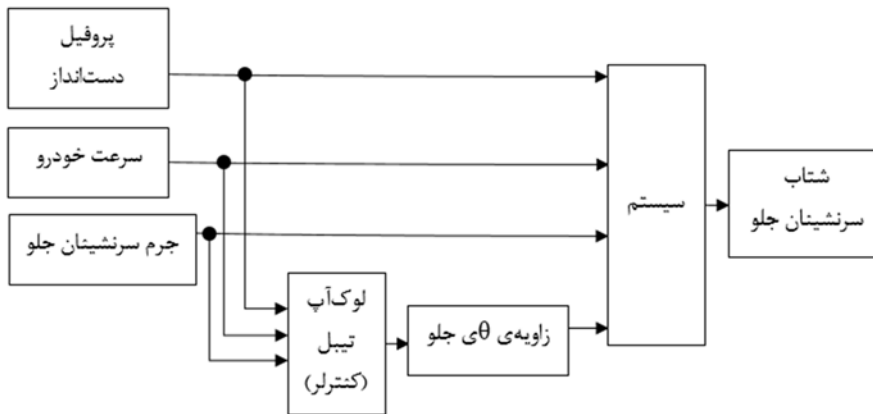 پروفیل
دست‌انداز
سرعت خودرو
جرم سرنشینان جلو
لوک‌آپ
تیبل
(کنترلر)
زاویه‌ی θی جلو
سیستم
شتاب
سرنشینان جلو